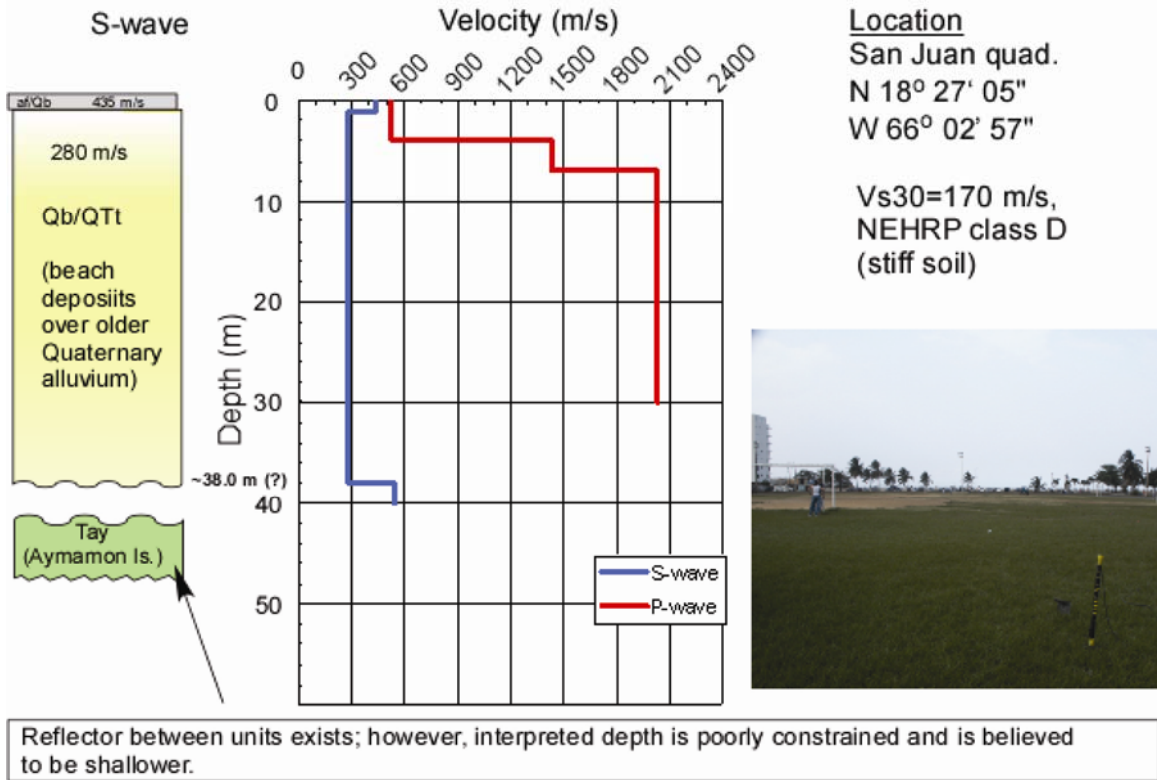 S-wave
af/Qb 435 m/s
280 m/s
Qb/QTt
(beach
deposiits
over older
Quaternary
alluvium)
~38.0 m (?)
Tay
(Aymamon ls.)
Velocity (m/s)
0 300 600 900 1200 1500 1800 2100 2400
Depth (m)
0
10
20
30
40
50
S-wave
P-wave
Location
San Juan quad.
N 18° 27' 05"
W 66° 02' 57"
Vs30=170 m/s,
NEHRP class D
(stiff soil)
Reflector between units exists; however, interpreted depth is poorly constrained and is believed
to be shallower.